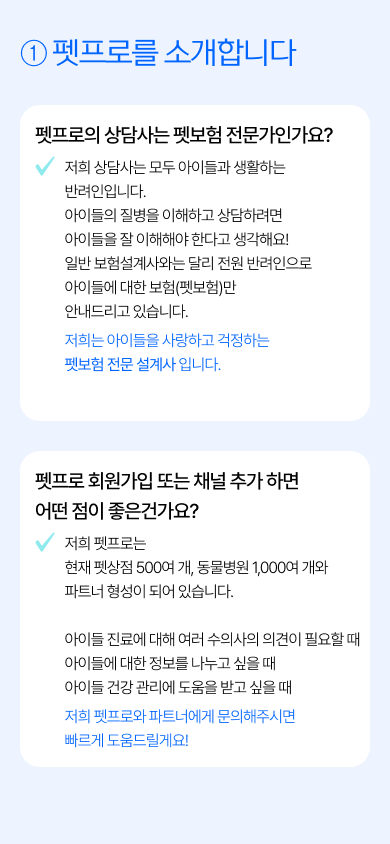 ① 펫프로를 소개합니다
펫프로의 상담사는 펫보험 전문가인가요?
저희 상담사는 모두 아이들과 생활하는
반려인입니다.
아이들의 질병을 이해하고 상담하려면
아이들을 잘 이해해야 한다고 생각해요!
일반 보험설계사와는 달리 전원 반려인으로
아이들에 대한 보험(펫보험)만
안내드리고 있습니다.
저희는 아이들을 사랑하고 걱정하는
펫보험 전문 설계사 입니다.
펫프로 회원가입 또는 채널 추가 하면
어떤 점이 좋은건가요?
저희 펫프로는
현재 펫상점 500여 개, 동물병원 1,000여 개와
파트너 형성이 되어 있습니다.
아이들 진료에 대해 여러 수의사의 의견이 필요할 때
아이들에 대한 정보를 나누고 싶을 때
아이들 건강 관리에 도움을 받고 싶을 때
저희 펫프로와 파트너에게 문의해주시면
빠르게 도움드릴게요!